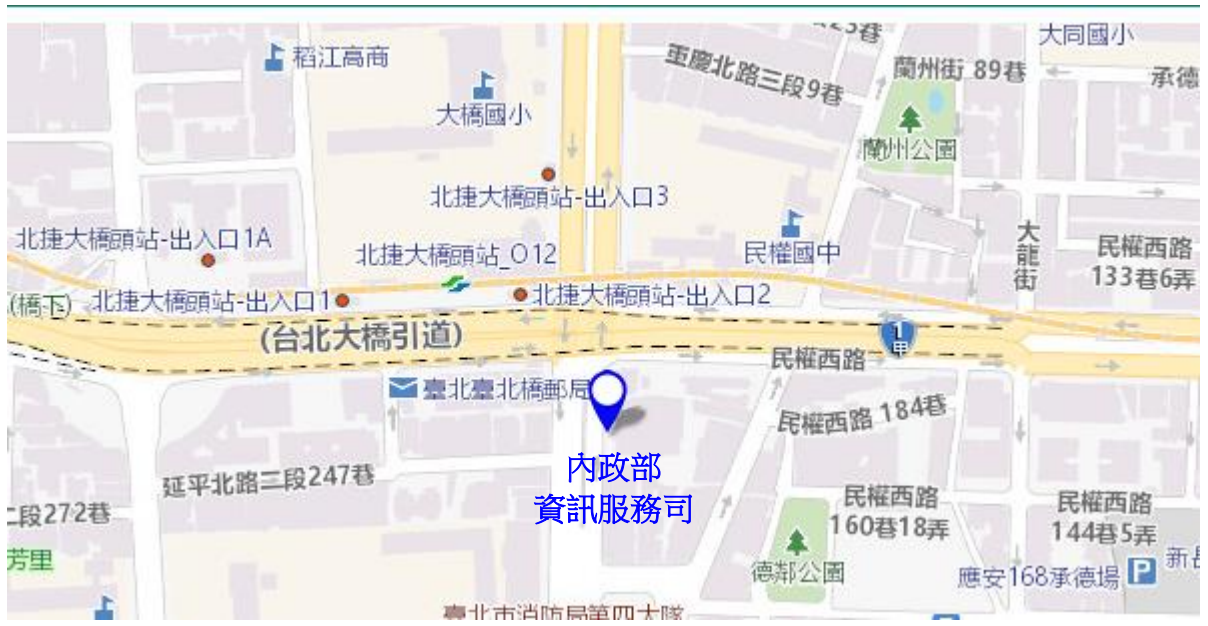 大同國小
稻江高商
重慶北路三段9巷
蘭州街 89巷
承德
大橋國小
蘭州公園
北捷大橋頭站-出入口3
北捷大橋頭站-出入口1A
北捷大橋頭站_O12
民權國中
大龍街
民權西路
133巷6弄
(橋下)
北捷大橋頭站-出入口1
北捷大橋頭站-出入口2
(台北大橋引道)
1
甲
民權西路
臺北臺北橋郵局
民權西路 184巷
內政部
資訊服務司
延平北路二段247巷
段272巷
民權西路
160巷18弄
民權西路
144巷5弄
芳里
德鄰公園
應安168承德場
P
新
臺北市消防局第四大隊